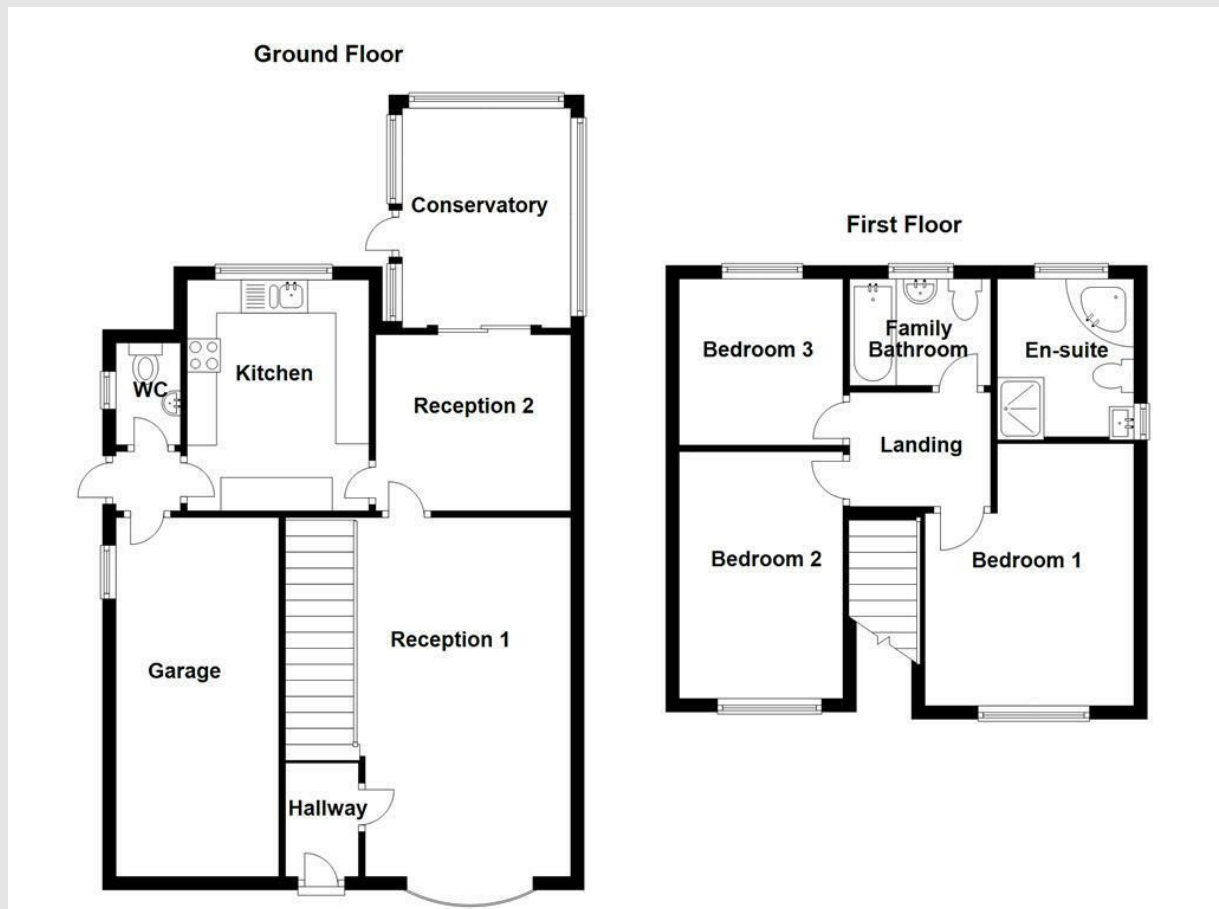 Ground Floor
Conservatory
WC
Kitchen
Reception 2
Reception 1
Garage
Hallway
First Floor
Bedroom 3
Family
Bathroom
En-suite
Landing
Bedroom 2
Bedroom 1